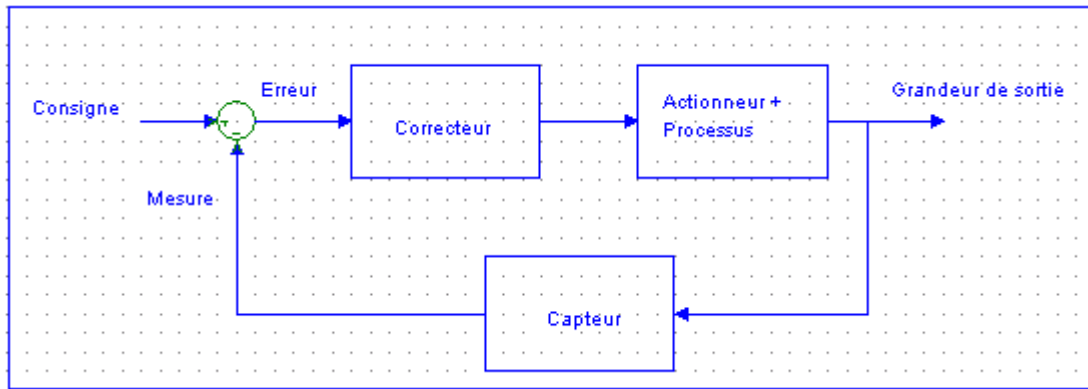 Consigne
Erreur
Correcteur
Actionneur +
Processus
Grandeur de sortie
Mesure
Capteur